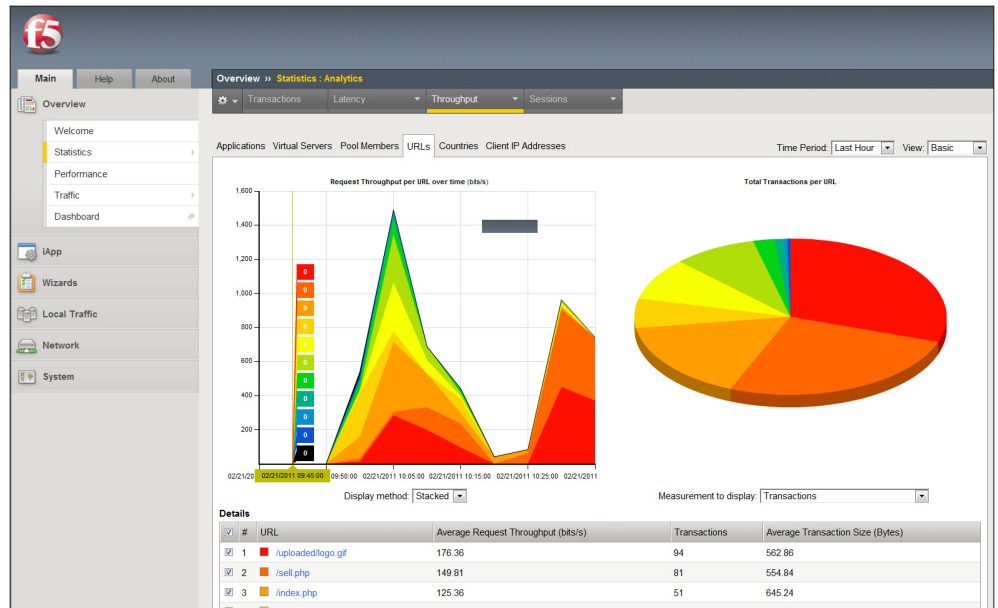 f5
Main Help About
Overview ›› Statistics : Analytics
Transactions Latency Throughput Sessions
Overview
Welcome
Statistics
Performance
Traffic
Dashboard
iApp
Wizards
Local Traffic
Network
System
Applications Virtual Servers Pool Members URLs Countries Client IP Addresses
Time Period: Last Hour View: Basic
Request Throughput per URL over time (bits/s)
1,600
1,400
1,200
1,000
800
600
400
200
0
0
0
0
0
0
0
0
0
0
0
02/21/20 02/21/2011 09:45:00 09:50:00 02/21/2011 10:05:00 02/21/2011 10:15:00 02/21/2011 10:25:00 02/21/2011
Display method: Stacked
Total Transactions per URL
Measurement to display: Transactions
Details
# URL Average Request Throughput (bits/s) Transactions Average Transaction Size (Bytes)
1 /uploaded/logo.gif 176.36 94 562.86
2 /sell.php 149.81 81 554.84
3 /index.php 125.36 51 645.24